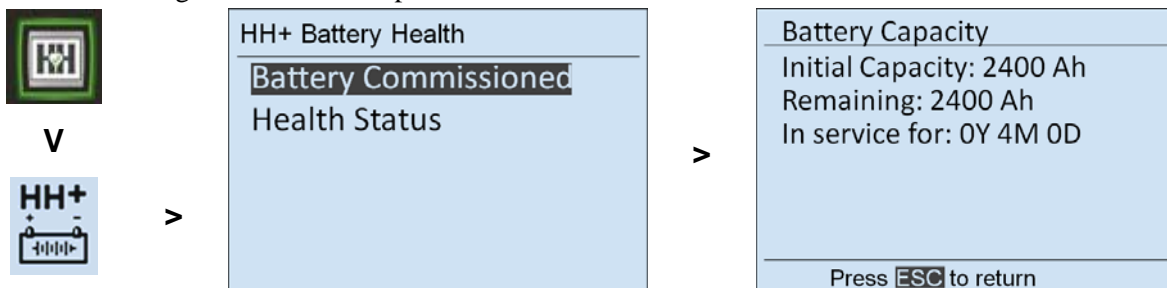 HH
V
HH+
+ -
>
HH+ Battery Health
Battery Commissioned
Health Status
>
Battery Capacity
Initial Capacity: 2400 Ah
Remaining: 2400 Ah
In service for: 0Y 4M 0D
Press ESC to return